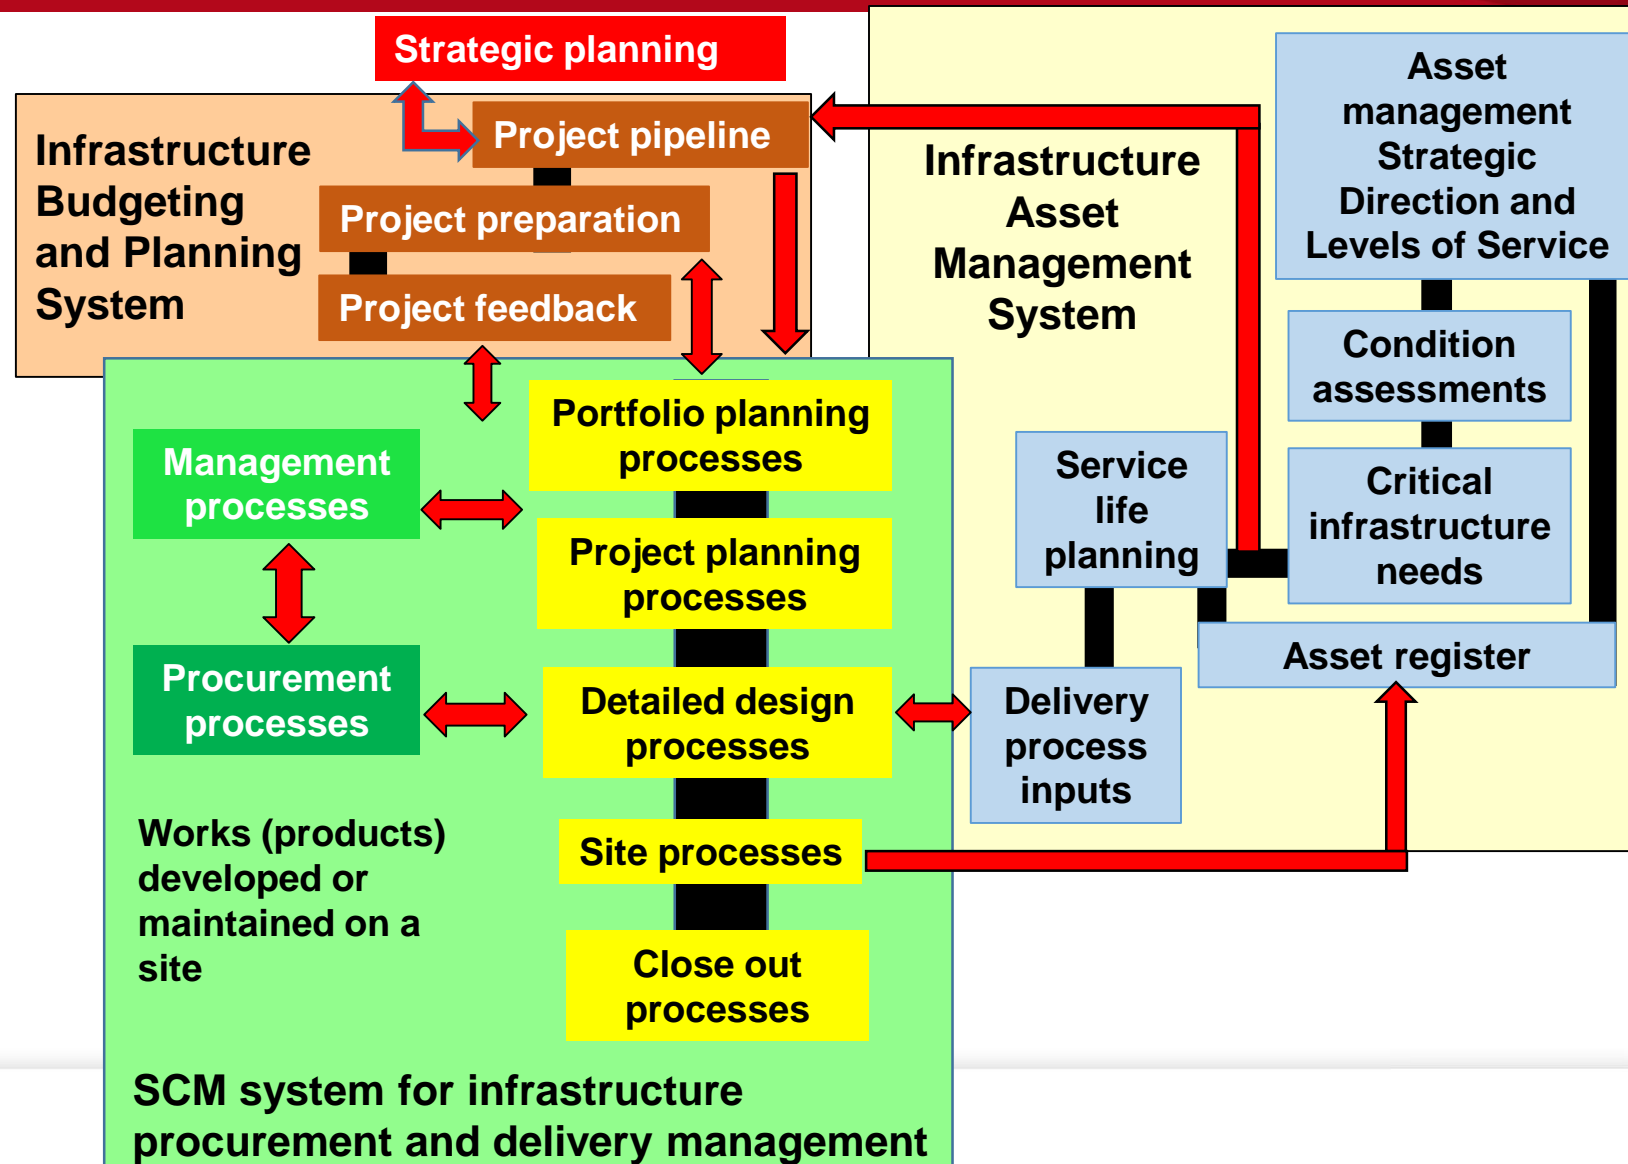 Strategic planning
Infrastructure
Budgeting
and Planning
System
Project pipeline
Project preparation
Project feedback
Infrastructure
Asset
Management
System
Asset
management
Strategic
Direction and
Levels of Service
Condition
assessments
Critical
infrastructure
needs
Service
life
planning
Asset register
Delivery
process
inputs
Management
processes
Procurement
processes
Portfolio planning
processes
Project planning
processes
Detailed design
processes
Site processes
Close out
processes
Works (products)
developed or
maintained on a
site
SCM system for infrastructure
procurement and delivery management